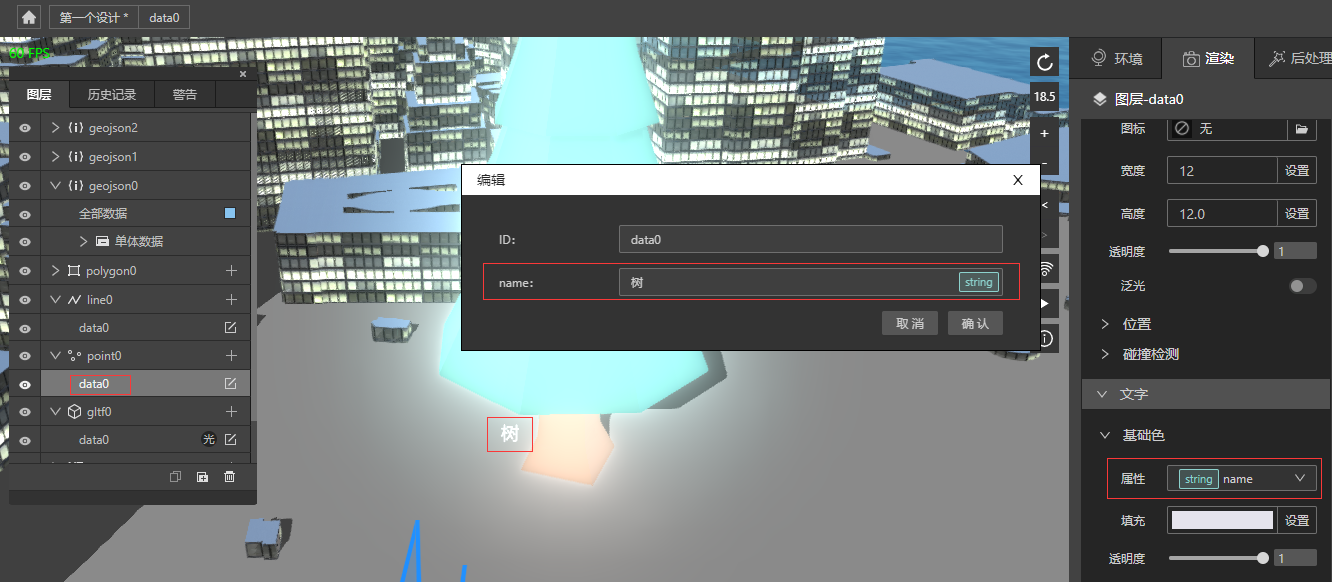 第一个设计 *
data0
60 FPS
图层
历史记录
警告
geojson2
geojson1
geojson0
全部数据
单体数据
polygon0
line0
data0
point0
data0
gltf0
data0
光
树
编辑
X
ID:
data0
name:
树
string
取 消
确 认
18.5
环境
渲染
后处理
图层-data0
图标
无
宽度
12
设置
高度
12.0
设置
透明度
1
泛光
位置
碰撞检测
文字
基础色
属性
string
name
填充
设置
透明度
1